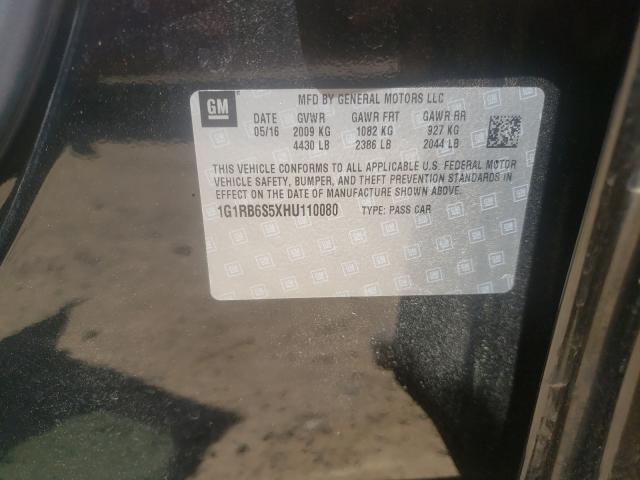 GM
MFD BY GENERAL MOTORS LLC
DATE GVWR GAWR FRT GAWR RR
05/16 2009 KG 1082 KG 927 KG
4430 LB 2386 LB 2044 LB
THIS VEHICLE CONFORMS TO ALL APPLICABLE U.S. FEDERAL MOTOR
VEHICLE SAFETY, BUMPER, AND THEFT PREVENTION STANDARDS IN
EFFECT ON THE DATE OF MANUFACTURE SHOWN ABOVE.
1G1RB6S5XHU110080 TYPE: PASS CAR